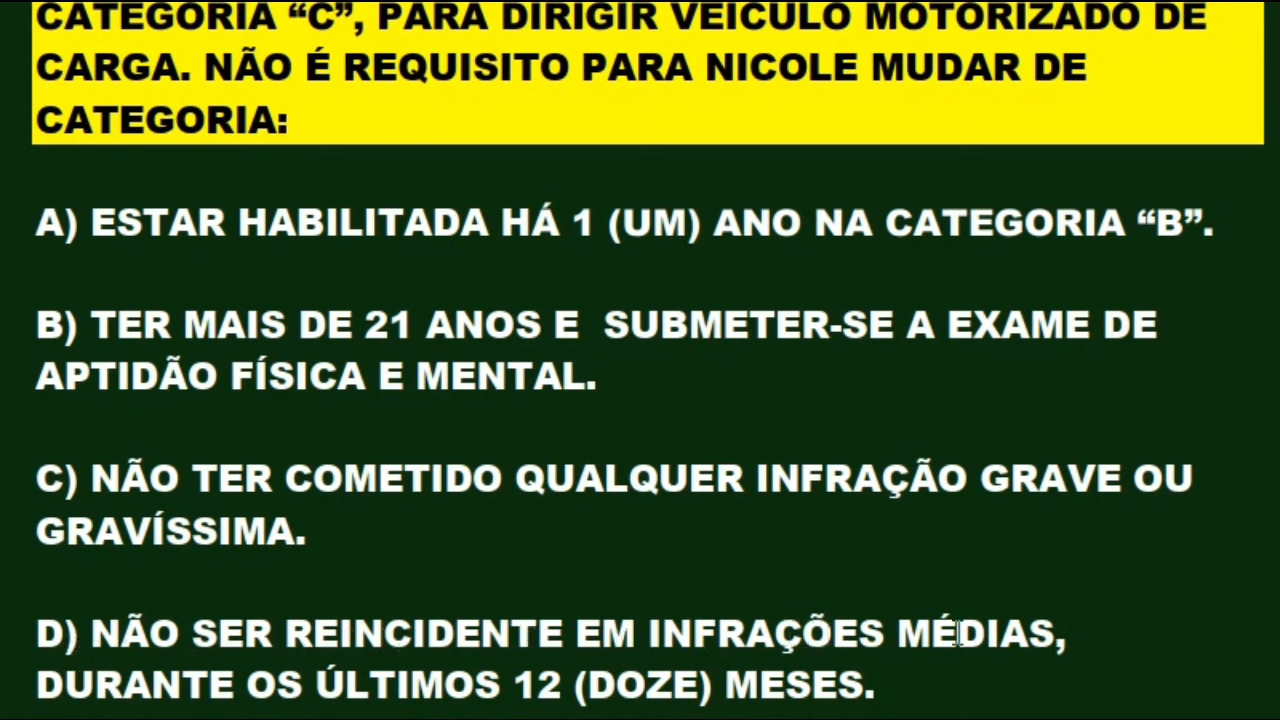 CATEGORIA “C”, PARA DIRIGIR VEÍCULO MOTORIZADO DE
CARGA. NÃO É REQUISITO PARA NICOLE MUDAR DE
CATEGORIA:
A) ESTAR HABILITADA HÁ 1 (UM) ANO NA CATEGORIA “B”.
B) TER MAIS DE 21 ANOS E  SUBMETER-SE A EXAME DE
APTIDÃO FÍSICA E MENTAL.
C) NÃO TER COMETIDO QUALQUER INFRAÇÃO GRAVE OU
GRAVÍSSIMA.
D) NÃO SER REINCIDENTE EM INFRAÇÕES MÉDIAS,
DURANTE OS ÚLTIMOS 12 (DOZE) MESES.